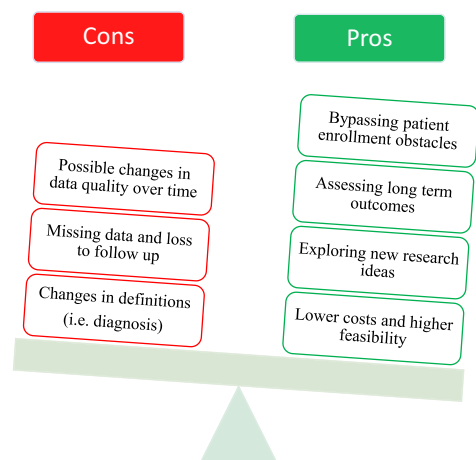 Cons
Possible changes in
data quality over time
Missing data and loss
to follow up
Changes in definitions
(i.e. diagnosis)
Pros
Bypassing patient
enrollment obstacles
Assessing long term
outcomes
Exploring new research
ideas
Lower costs and higher
feasibility